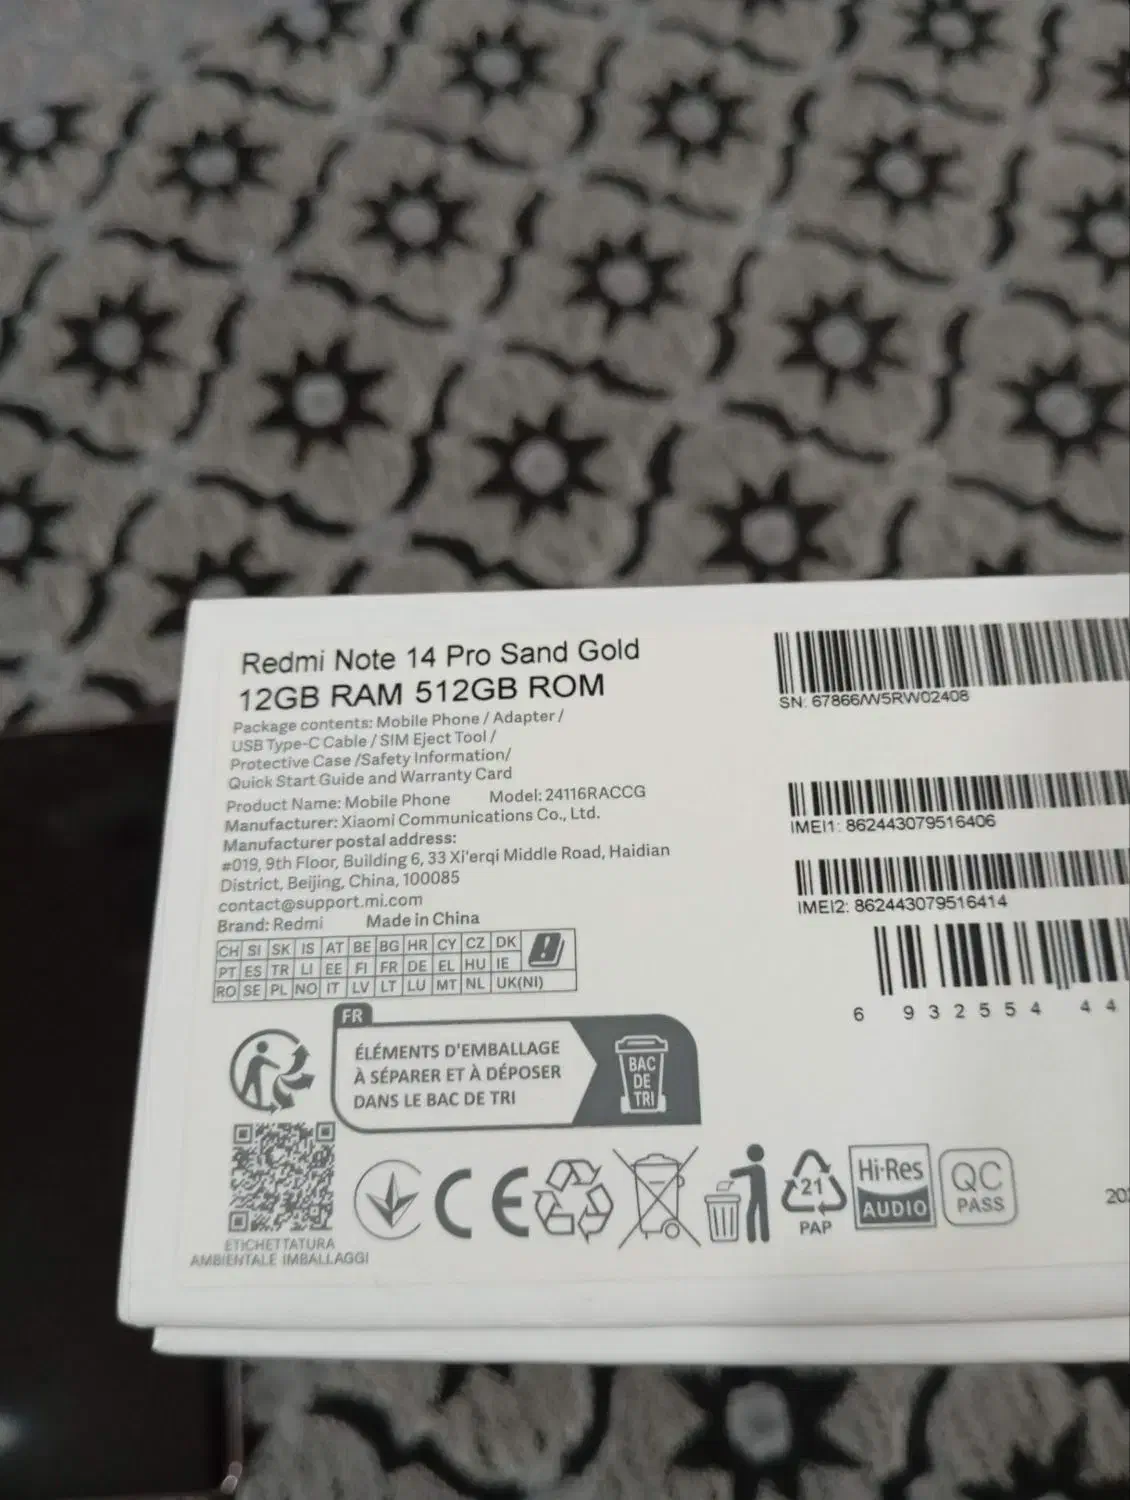 Redmi Note 14 Pro Sand Gold
12GB RAM 512GB ROM
Package contents: Mobile Phone / Adapter /
USB Type-C Cable / SIM Eject Tool /
Protective Case /Safety Information/
Quick Start Guide and Warranty Card
Product Name: Mobile Phone Model: 24116RACCG
Manufacturer: Xiaomi Communications Co., Ltd.
Manufacturer postal address:
#019, 9th Floor, Building 6, 33 Xi'erqi Middle Road, Haidian
District, Beijing, China, 100085
contact@support.mi.com
Brand: Redmi Made in China
CH SI SK IS AT BE BG HR CY CZ DK
PT ES TR LI EE FI FR DE EL HU IE
RO SE PL NO IT LV LT LU MT NL UK(NI)
FR
ÉLÉMENTS D'EMBALLAGE
À SÉPARER ET À DÉPOSER
DANS LE BAC DE TRI
BAC
DE
TRI
ETICHETTATURA
AMBIENTALE IMBALLAGGI
CE
21
PAP
Hi-Res
AUDIO
QC
PASS
SN: 67866/W5RW02408
IMEI1: 862443079516406
IMEI2: 862443079516414
6 932554 44